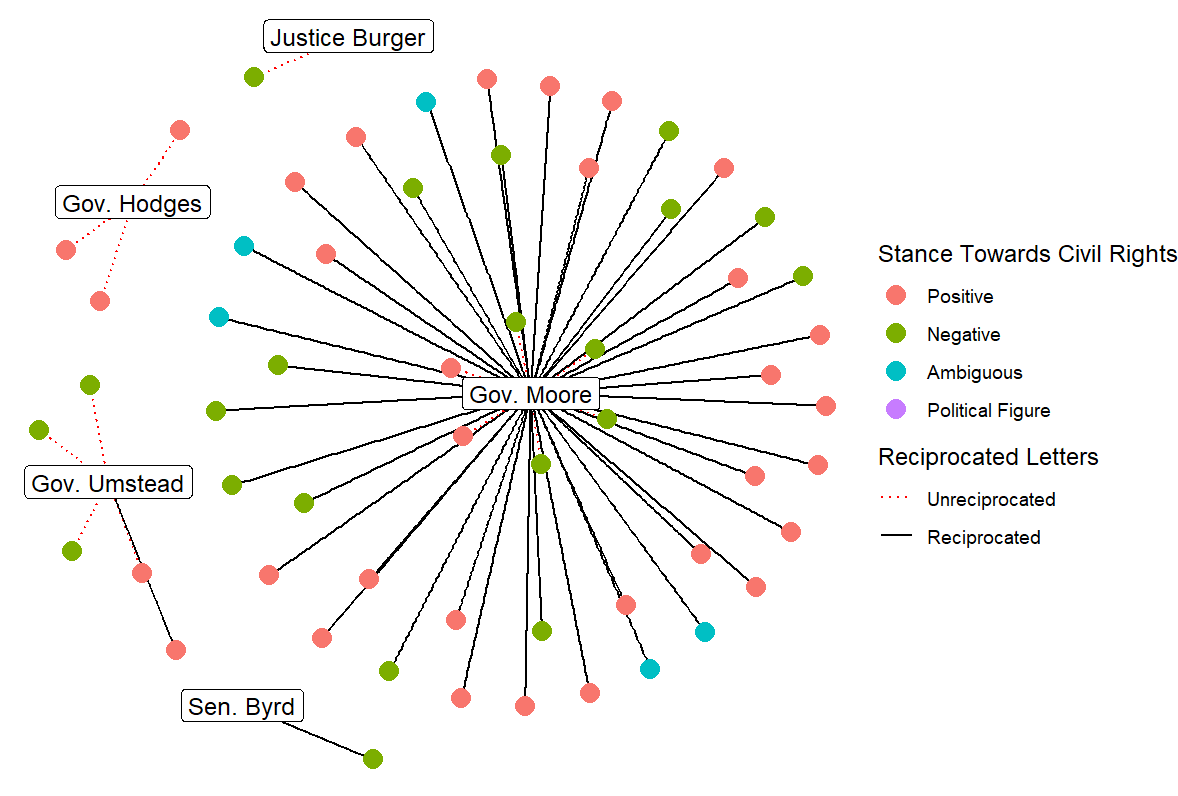 Justice Burger
Gov. Hodges
Gov. Moore
Gov. Umstead
Sen. Byrd
Stance Towards Civil Rights
Positive
Negative
Ambiguous
Political Figure
Reciprocated Letters
Unreciprocated
Reciprocated